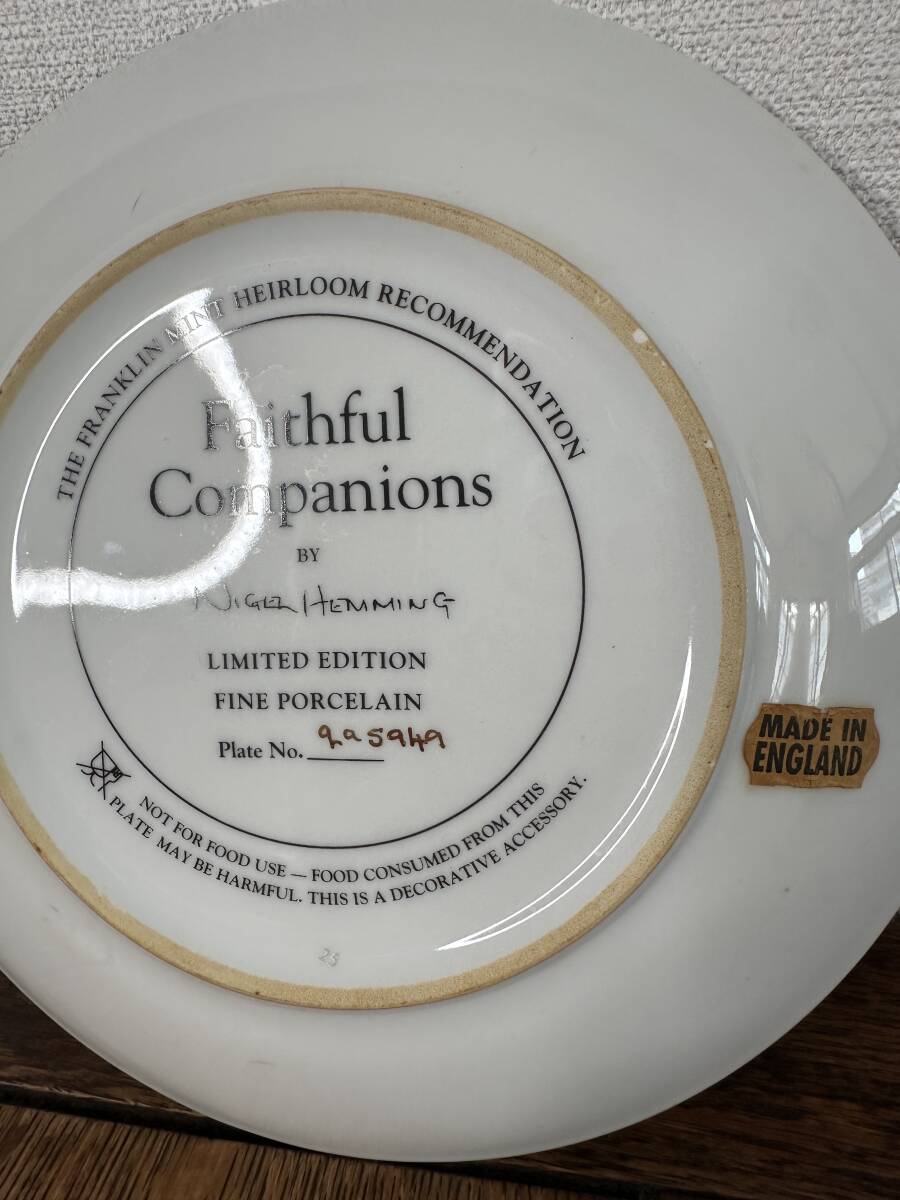 THE FRANKLIN MINT HEIRLOOM RECOMMENDATION
Faithful
Companions
BY
NIGEL HEMMING
LIMITED EDITION
FINE PORCELAIN
Plate No. 9a5949
NOT FOR FOOD USE — FOOD CONSUMED FROM THIS
PLATE MAY BE HARMFUL. THIS IS A DECORATIVE ACCESSORY.
23
MADE IN
ENGLAND